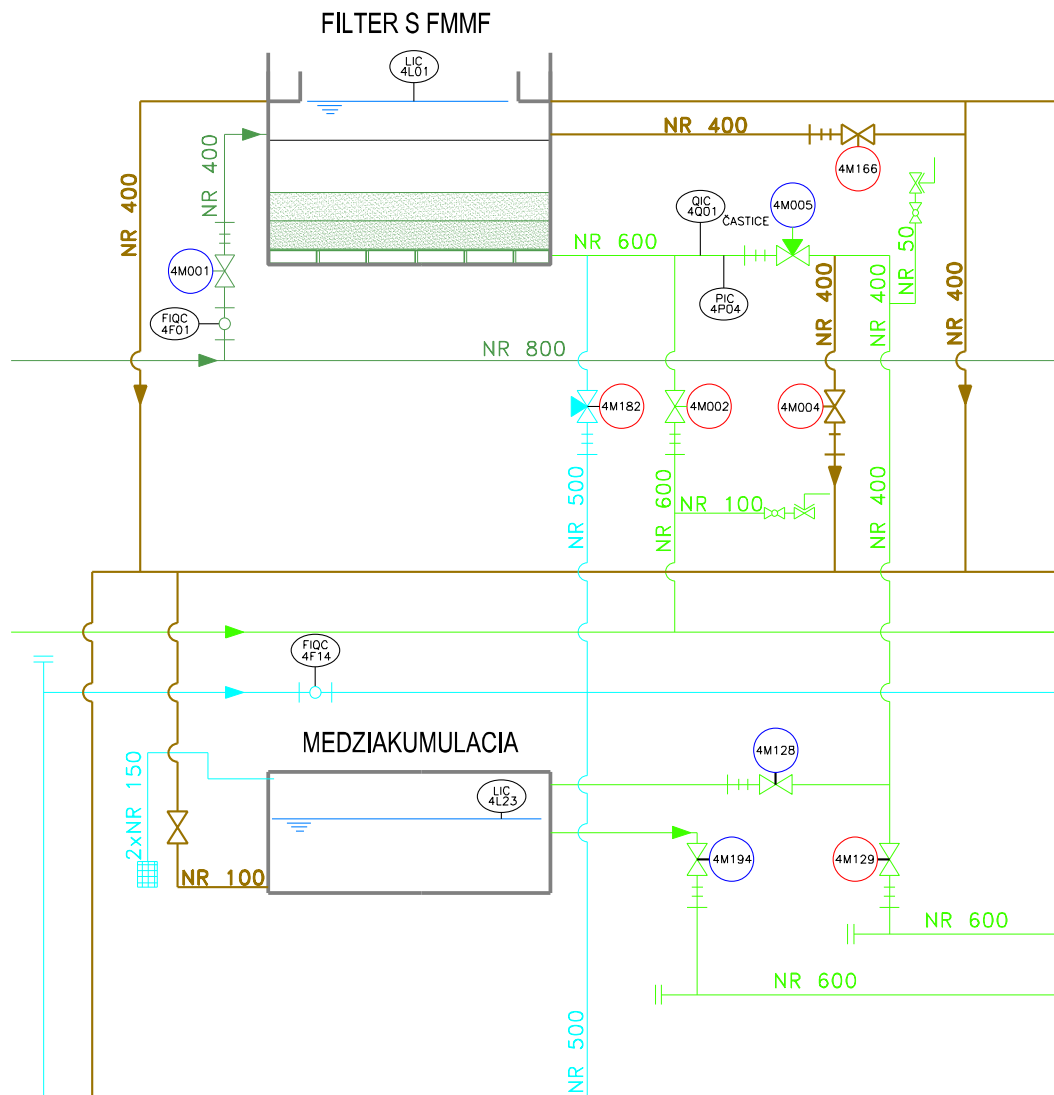 FILTER S FMMF
LIC
4L01
NR 400
4M166
NR 400
NR 400
4M001
FIQC
4F01
NR 800
NR 600
QIC
4Q01
ČASTICE
4M005
PIC
4P04
NR 50
NR 400
NR 400
NR 400
4M182
4M002
4M004
NR 500
NR 600
NR 100
NR 400
FIQC
4F14
MEDZIAKUMULACIA
4M128
LIC
4L23
2xNR 150
NR 100
4M194
4M129
NR 600
NR 600
NR 500